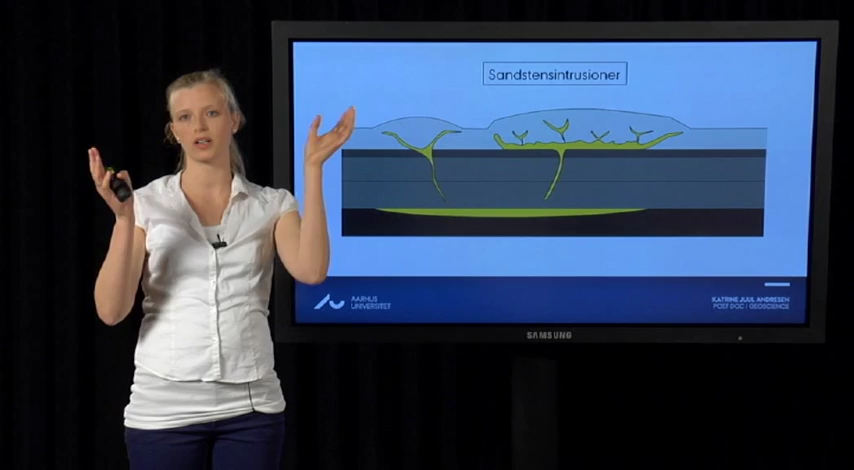 Sandstensintrusioner
AARHUS
UNIVERSITET
KATRINE JUUL ANDRESEN
POST DOC | GEOSCIENCE
SAMSUNG